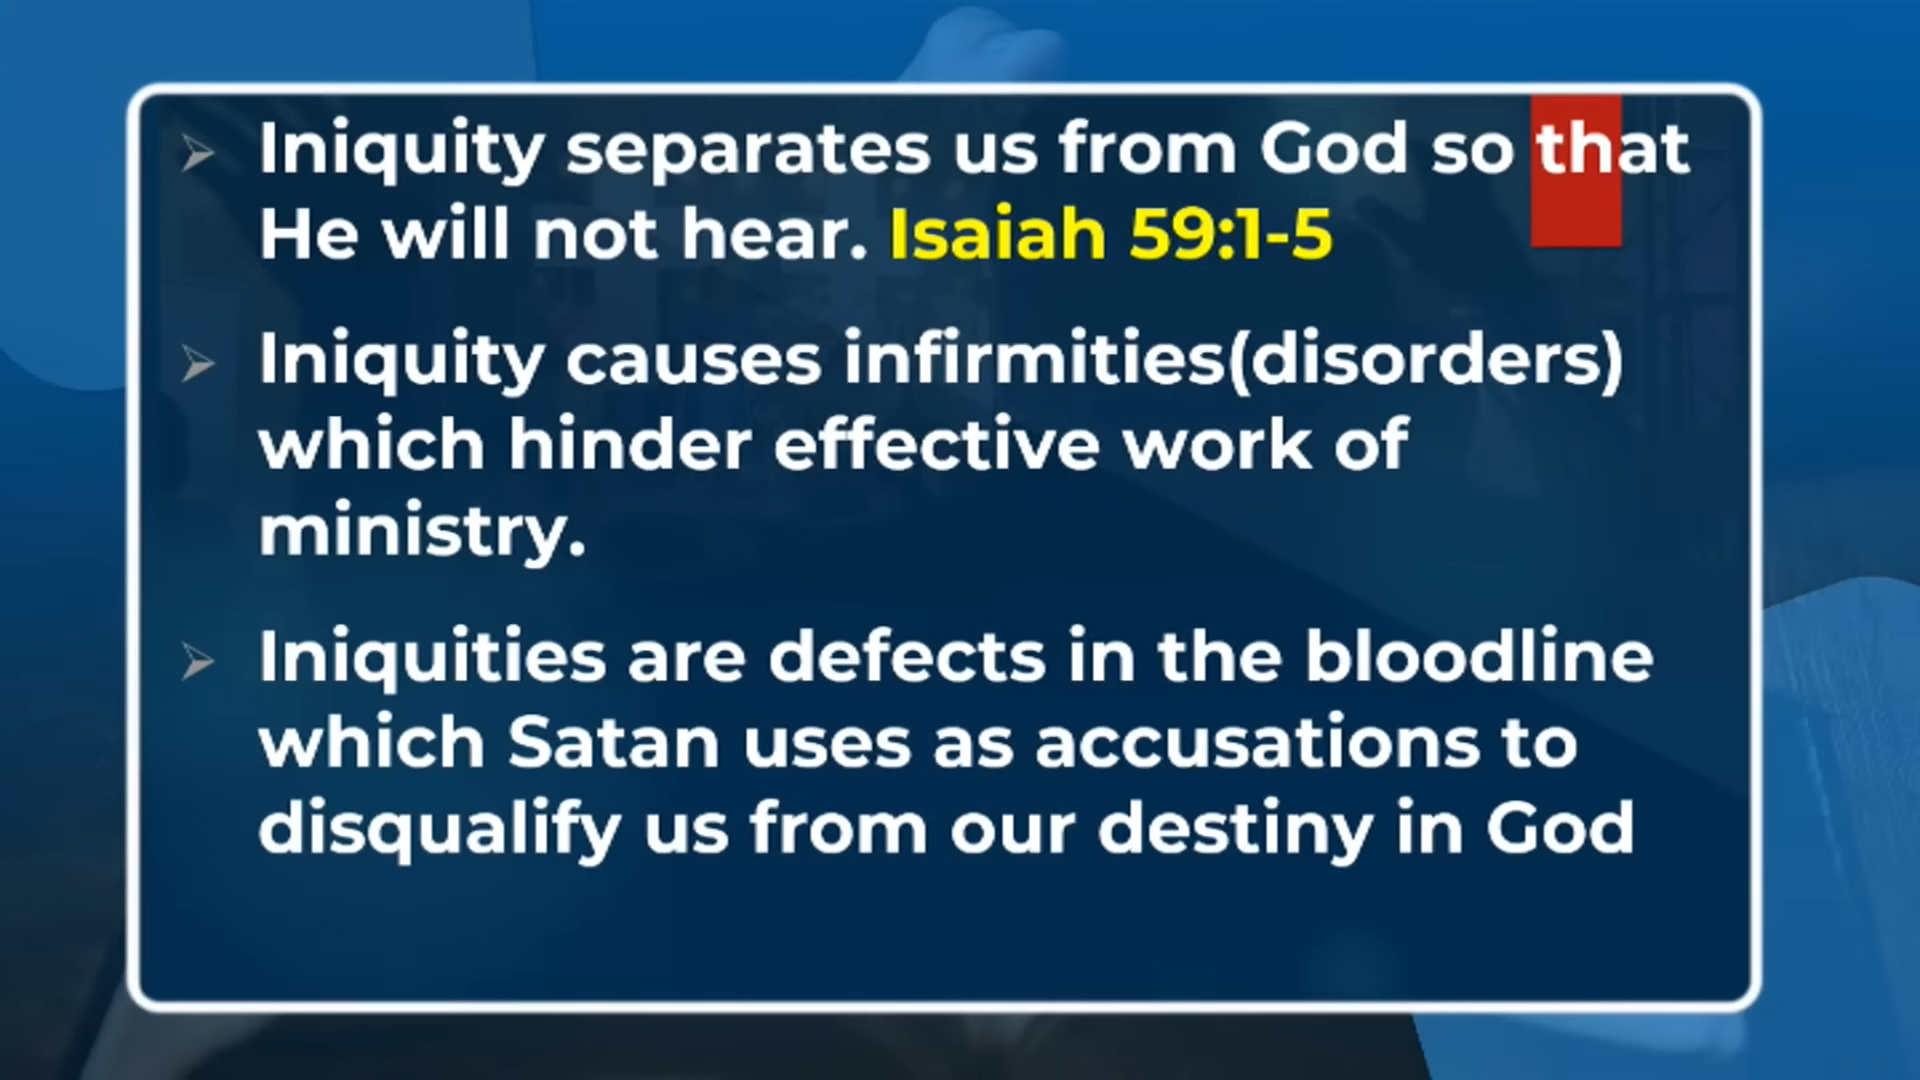 Iniquity separates us from God so that
He will not hear. Isaiah 59:1-5
Iniquity causes infirmities(disorders)
which hinder effective work of
ministry.
Iniquities are defects in the bloodline
which Satan uses as accusations to
disqualify us from our destiny in God